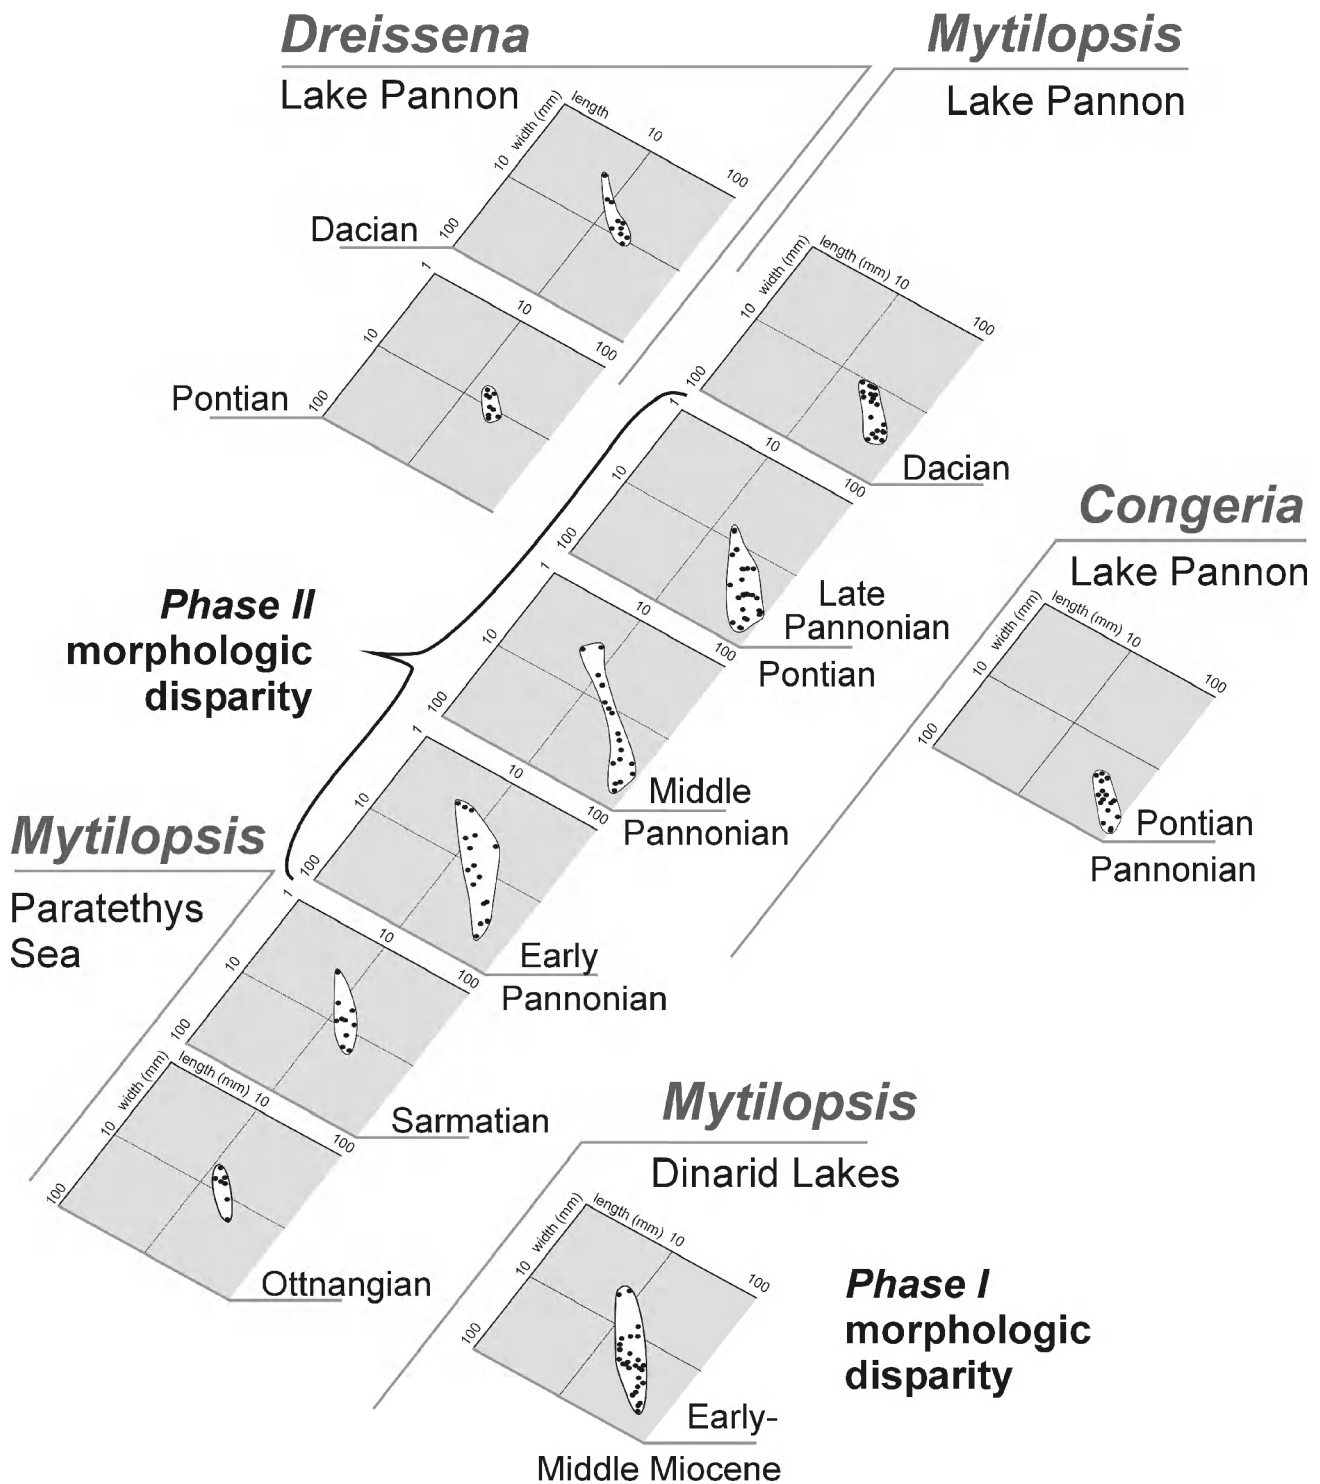 Dreissena
Lake Pannon
length
width (mm)
10
100
10
100
Dacian
1
10
100
10
100
Pontian
Mytilopsis
Lake Pannon
length (mm) 10
width (mm)
100
10
100
Dacian
1
10
100
10
100
Late
Pannonian
Pontian
1
10
100
10
100
Middle
Pannonian
1
10
100
10
100
Early
Pannonian
Phase II
morphologic
disparity
Congeria
Lake Pannon
length (mm) 10
width (mm)
100
10
100
Pontian
Pannonian
Mytilopsis
Paratethys
Sea
1
10
100
10
100
Sarmatian
length (mm) 10
width (mm)
100
10
100
Ottnangian
Mytilopsis
Dinarid Lakes
length (mm) 10
width (mm)
100
10
100
Early-
Middle Miocene
Phase I
morphologic
disparity